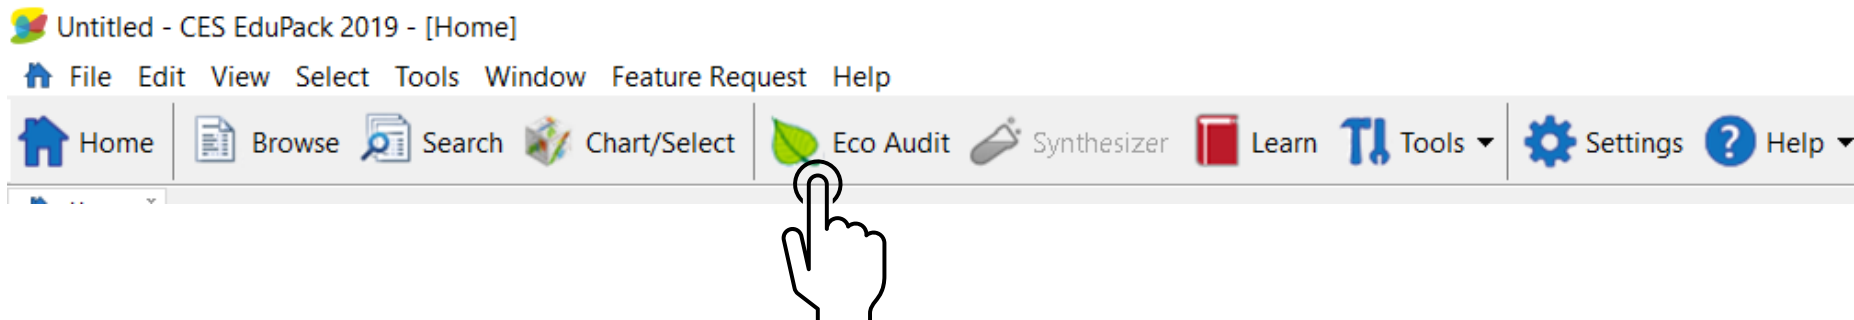 Untitled - CES EduPack 2019 - [Home]
File Edit View Select Tools Window Feature Request Help
Home Browse Search Chart/Select Eco Audit Synthesizer Learn Tools Settings Help